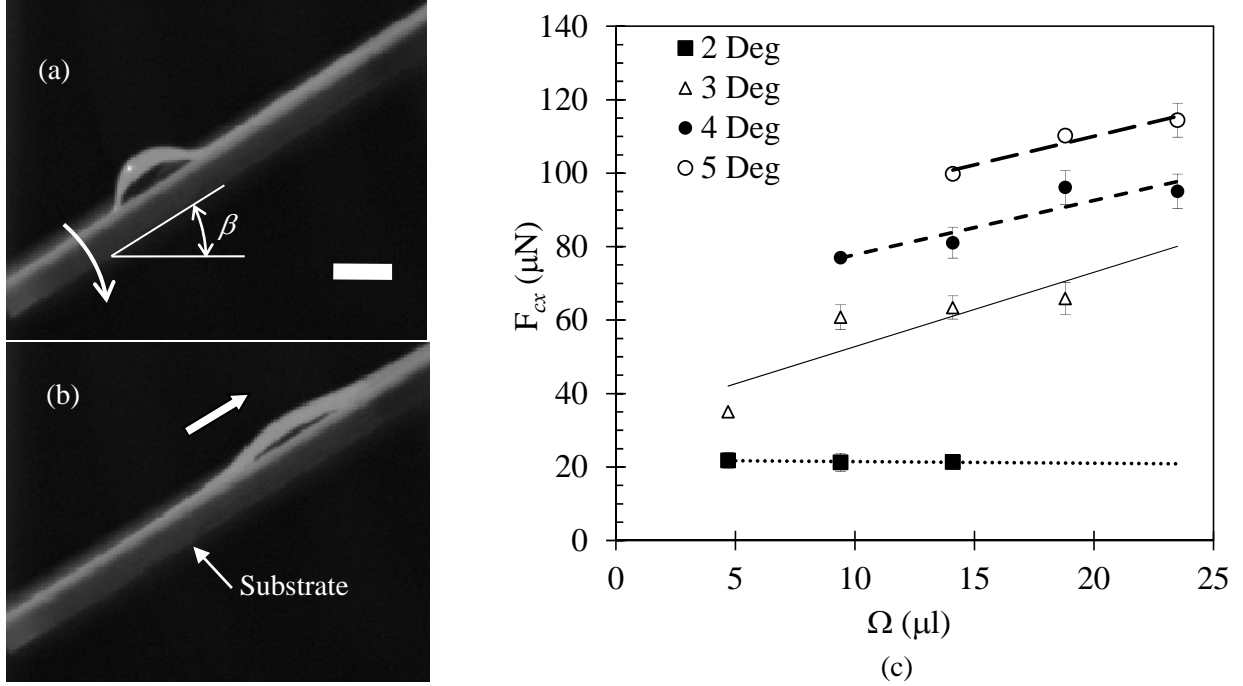 (a)
β
(b)
Substrate
F_cx (μN)
140
120
100
80
60
40
20
0
2 Deg
3 Deg
4 Deg
5 Deg
0 5 10 15 20 25
Ω (μl)
(c)